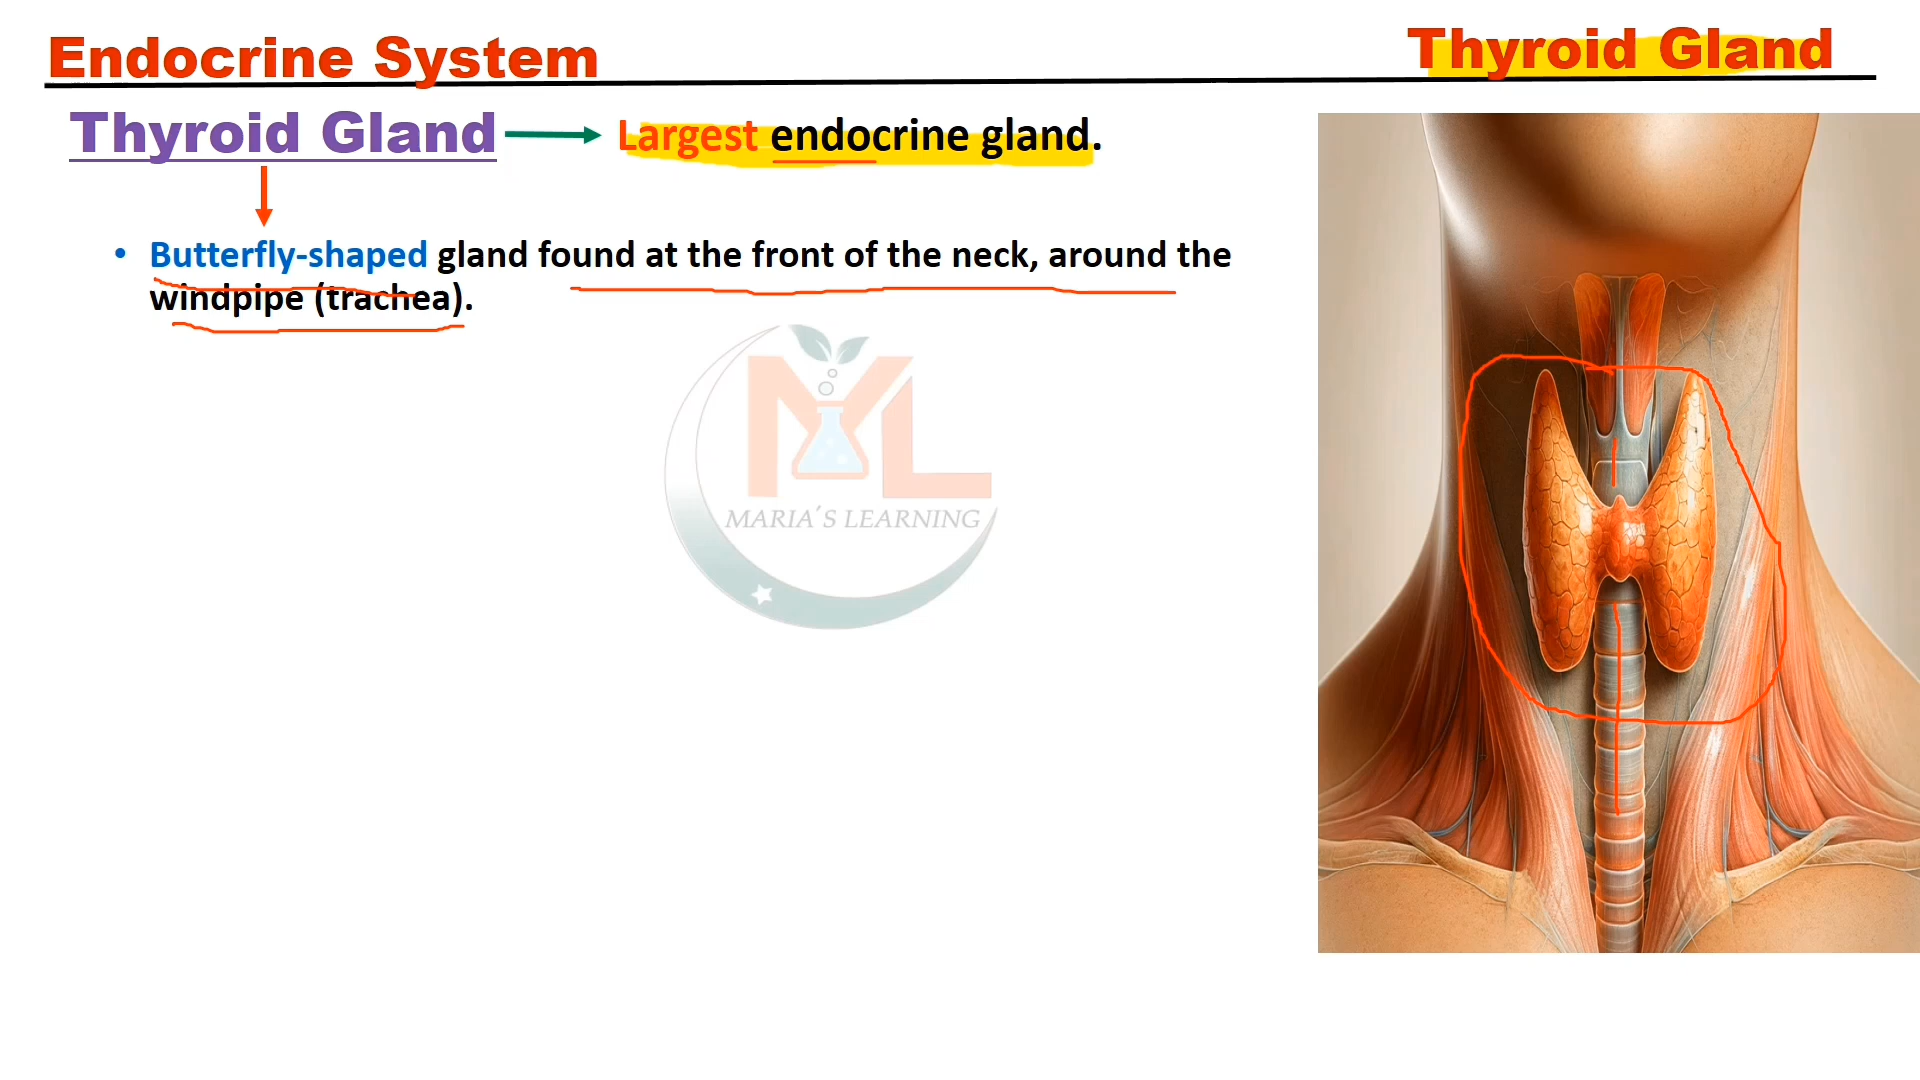 Endocrine System
Thyroid Gland
Thyroid Gland
Largest endocrine gland.
• Butterfly-shaped gland found at the front of the neck, around the
windpipe (trachea).
ML
MARIA'S LEARNING